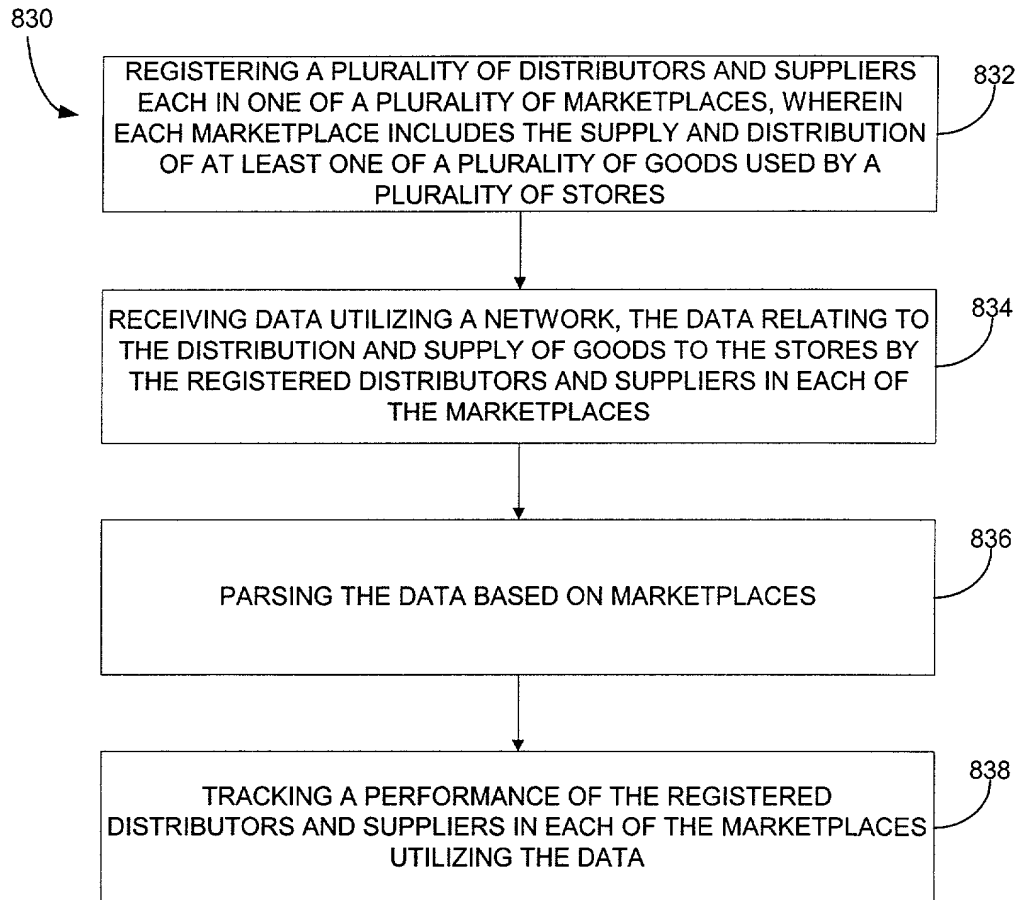 830
REGISTERING A PLURALITY OF DISTRIBUTORS AND SUPPLIERS
EACH IN ONE OF A PLURALITY OF MARKETPLACES, WHEREIN
EACH MARKETPLACE INCLUDES THE SUPPLY AND DISTRIBUTION
OF AT LEAST ONE OF A PLURALITY OF GOODS USED BY A
PLURALITY OF STORES
832
RECEIVING DATA UTILIZING A NETWORK, THE DATA RELATING TO
THE DISTRIBUTION AND SUPPLY OF GOODS TO THE STORES BY
THE REGISTERED DISTRIBUTORS AND SUPPLIERS IN EACH OF
THE MARKETPLACES
834
PARSING THE DATA BASED ON MARKETPLACES
836
TRACKING A PERFORMANCE OF THE REGISTERED
DISTRIBUTORS AND SUPPLIERS IN EACH OF THE MARKETPLACES
UTILIZING THE DATA
838